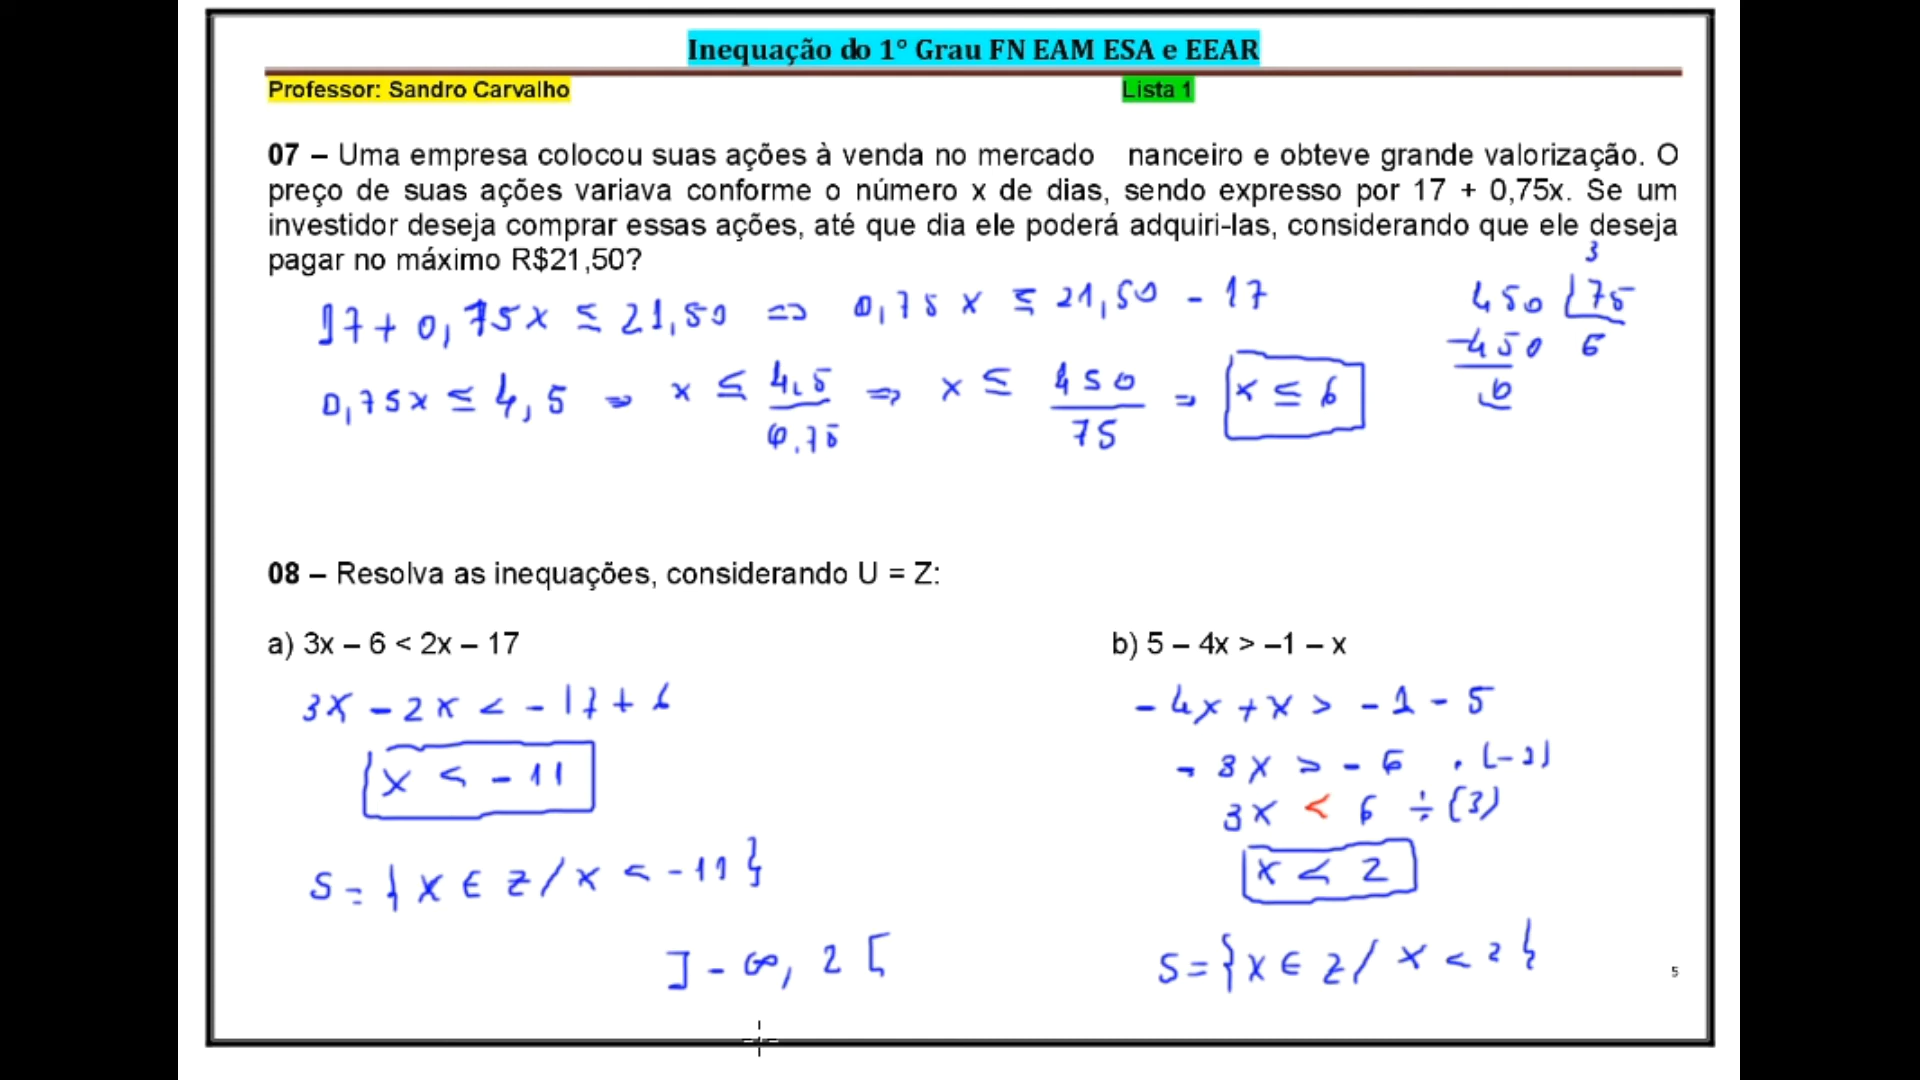 Inequação do 1° Grau FN EAM ESA e EEAR
Professor: Sandro Carvalho Lista 1
07 – Uma empresa colocou suas ações à venda no mercado nanceiro e obteve grande valorização. O
preço de suas ações variava conforme o número x de dias, sendo expresso por 17 + 0,75x. Se um
investidor deseja comprar essas ações, até que dia ele poderá adquiri-las, considerando que ele deseja
pagar no máximo R$21,50?
17 + 0,75x ≤ 21,50 ⇒ 0,75x ≤ 21,50 - 17
0,75x ≤ 4,5 ⇒ x ≤ 4,5/0,75 ⇒ x ≤ 450/75 ⇒ x ≤ 6
3
450 | 75
-450 6
0
08 – Resolva as inequações, considerando U = Z:
a) 3x – 6 < 2x – 17
3x - 2x < - 17 + 6
x < - 11
S = { x ∈ Z / x < -11 }
] - ∞, 2 [
b) 5 – 4x > –1 – x
- 4x + x > - 1 - 5
- 3x > - 6 . (-1)
3x < 6 ÷ (3)
x < 2
S = { x ∈ Z / x < 2 }
5